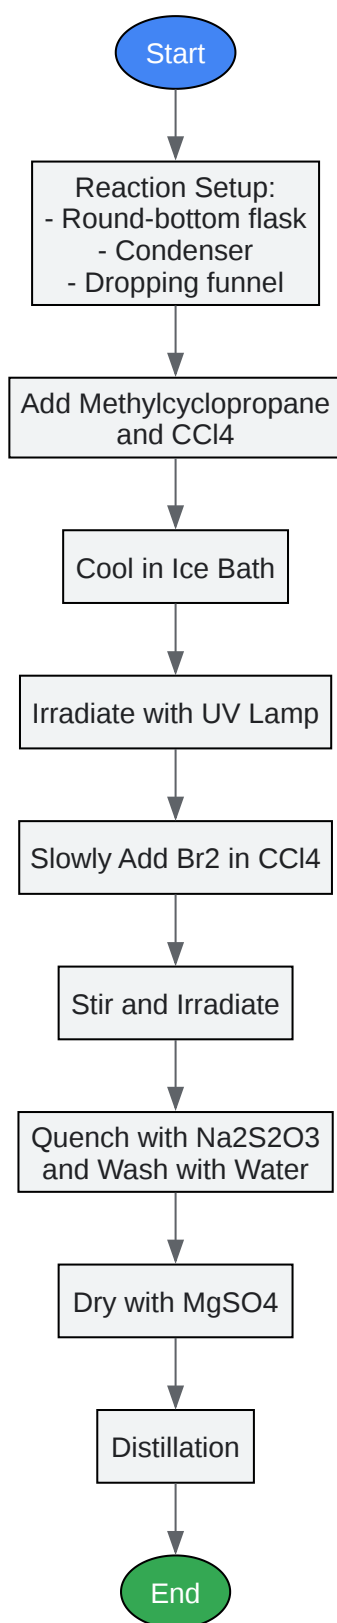 Start
Reaction Setup:
- Round-bottom flask
- Condenser
- Dropping funnel
Add Methylcyclopropane
and CCl4
Cool in Ice Bath
Irradiate with UV Lamp
Slowly Add Br2 in CCl4
Stir and Irradiate
Quench with Na2S2O3
and Wash with Water
Dry with MgSO4
Distillation
End